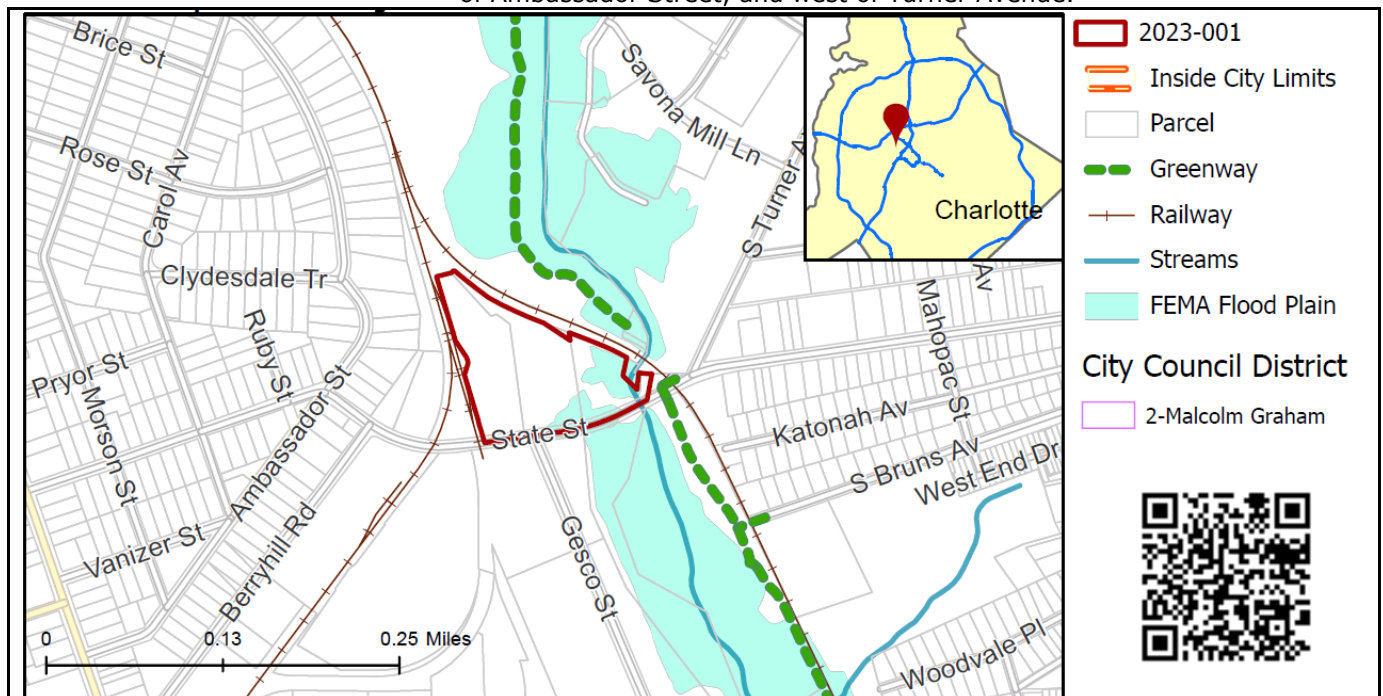 of Ambassador Street, and west of Turner Avenue.
Brice St
Rose St
Carol Av
Clydesdale Tr
Ruby St
Pryor St
Morson St
Ambassador St
Vanizer St
Berryhill Rd
State St
Gesco St
Savona Mill Ln
S Turner Av
Av
Mahopac St
Katonah Av
S Bruns Av
West End Dr
Woodvale Pl
0
0.13
0.25 Miles
Charlotte
2023-001
Inside City Limits
Parcel
Greenway
Railway
Streams
FEMA Flood Plain
City Council District
2-Malcolm Graham